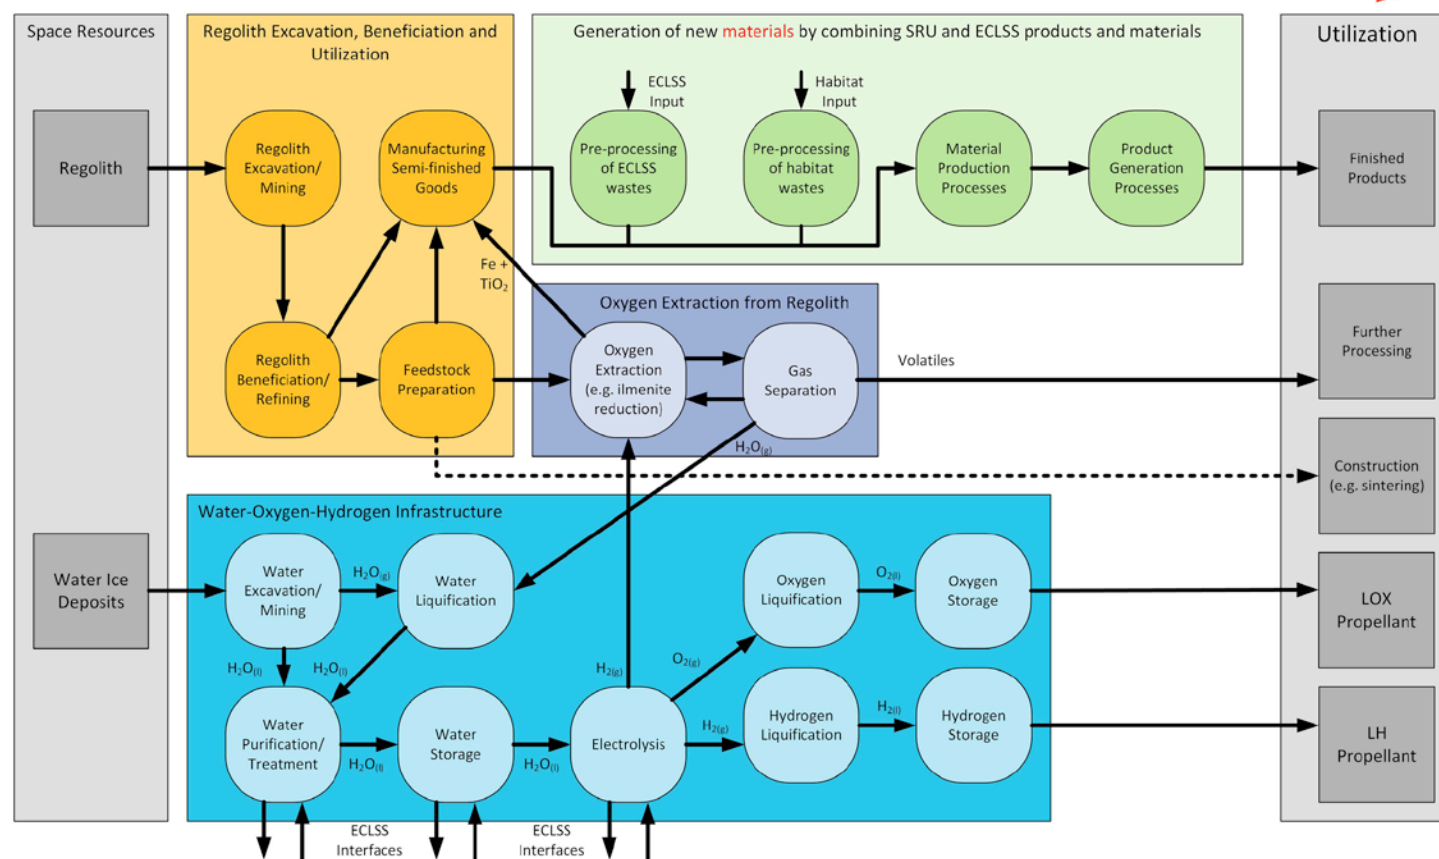 Space Resources
Regolith
Water Ice
Deposits
Regolith Excavation, Beneficiation and
Utilization
Regolith
Excavation/
Mining
Manufacturing
Semi-finished
Goods
Regolith
Beneficiation/
Refining
Feedstock
Preparation
Fe +
TiO₂
Generation of new materials by combining SRU and ECLSS products and materials
ECLSS
Input
Habitat
Input
Pre-processing
of ECLSS
wastes
Pre-processing
of habitat
wastes
Material
Production
Processes
Product
Generation
Processes
Oxygen Extraction from Regolith
Oxygen
Extraction
(e.g. ilmenite
reduction)
Gas
Separation
H₂O(g)
Volatiles
Water-Oxygen-Hydrogen Infrastructure
Water
Excavation/
Mining
H₂O(g)
Water
Liquification
H₂O(l)
H₂O(l)
Water
Purification/
Treatment
H₂O(l)
Water
Storage
H₂O(l)
Electrolysis
H₂(g)
O₂(g)
H₂(g)
Oxygen
Liquification
O₂(l)
Oxygen
Storage
Hydrogen
Liquification
H₂(l)
Hydrogen
Storage
ECLSS
Interfaces
ECLSS
Interfaces
Utilization
Finished
Products
Further
Processing
Construction
(e.g. sintering)
LOX
Propellant
LH
Propellant